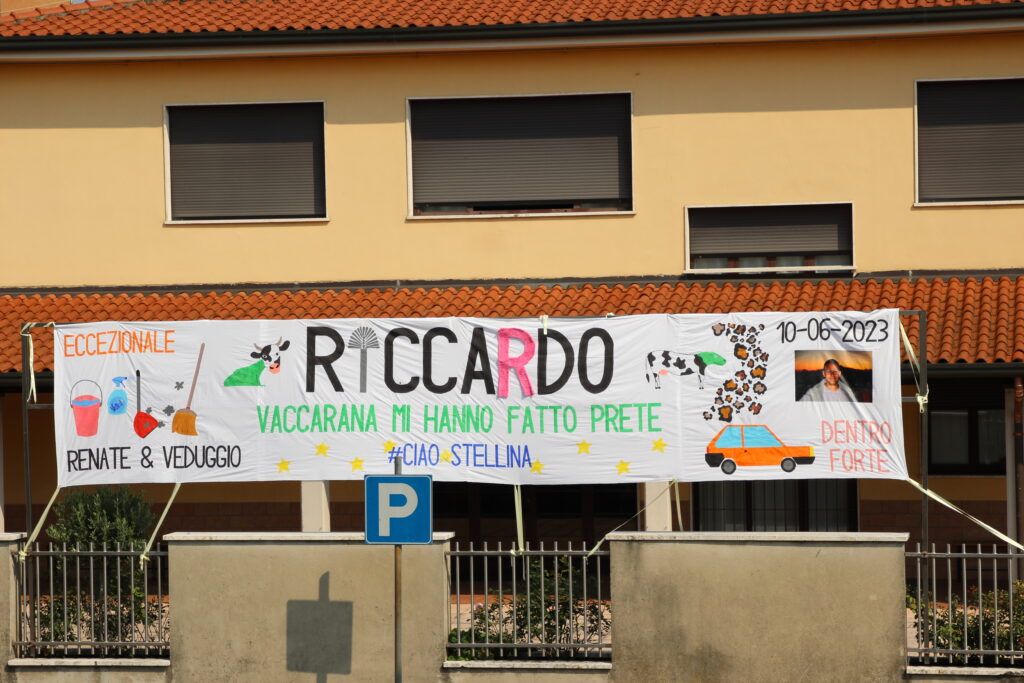 ECCEZIONALE
RICCARDO
10-06-2023
VACCARANA MI HANNO FATTO PRETE
DENTRO
FORTE
RENATE & VEDUGGIO
#CIAO STELLINA
P